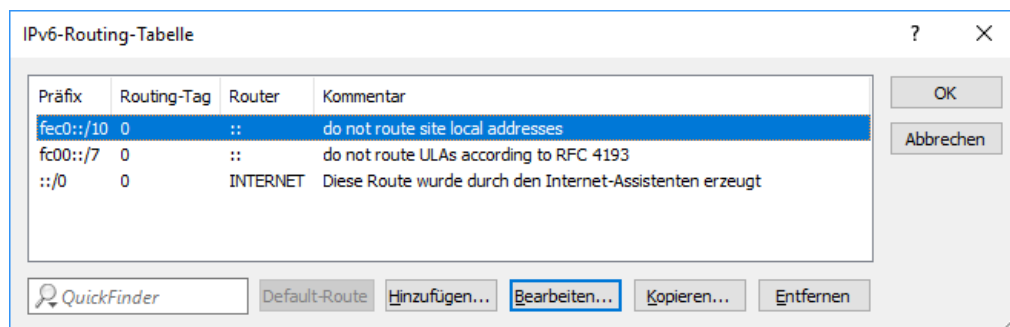 IPv6-Routing-Tabelle ? ×
Präfix Routing-Tag Router Kommentar OK
fec0::/10 0 :: do not route site local addresses
Abbrechen
fc00::/7 0 :: do not route ULAs according to RFC 4193
::/0 0 INTERNET Diese Route wurde durch den Internet-Assistenten erzeugt
QuickFinder Default-Route Hinzufügen... Bearbeiten... Kopieren... Entfernen